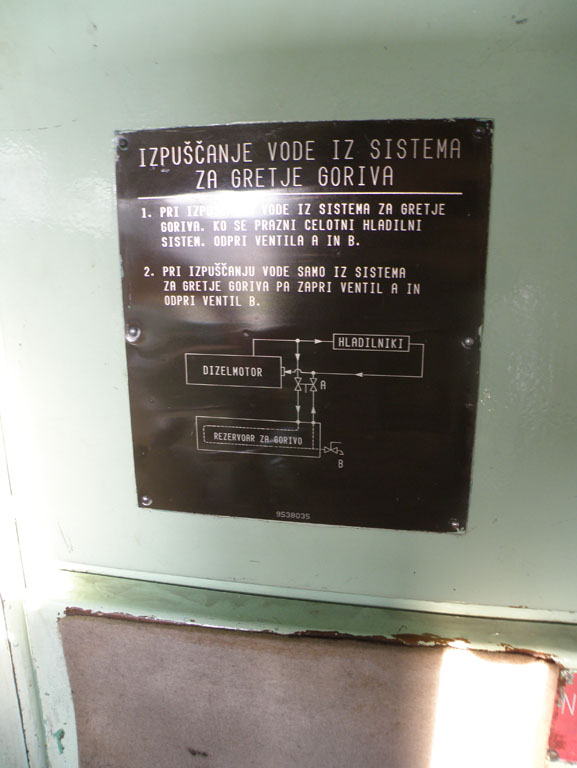 IZPUŠČANJE VODE IZ SISTEMA
ZA GRETJE GORIVA
1. PRI VODE IZ SISTEMA ZA GRETJE
GORIVA. KO SE PRAZNI CELOTNI HLADILNI
SISTEM. ODPRI VENTILA A IN B.
2. PRI IZPUŠČANJU VODE SAMO IZ SISTEMA
ZA GRETJE GORIVA PA ZAPRI VENTIL A IN
ODPRI VENTIL B.
HLADILNIKI
DIZELMOTOR
A
REZERVOAR ZA GORIVO
B
9538035
N